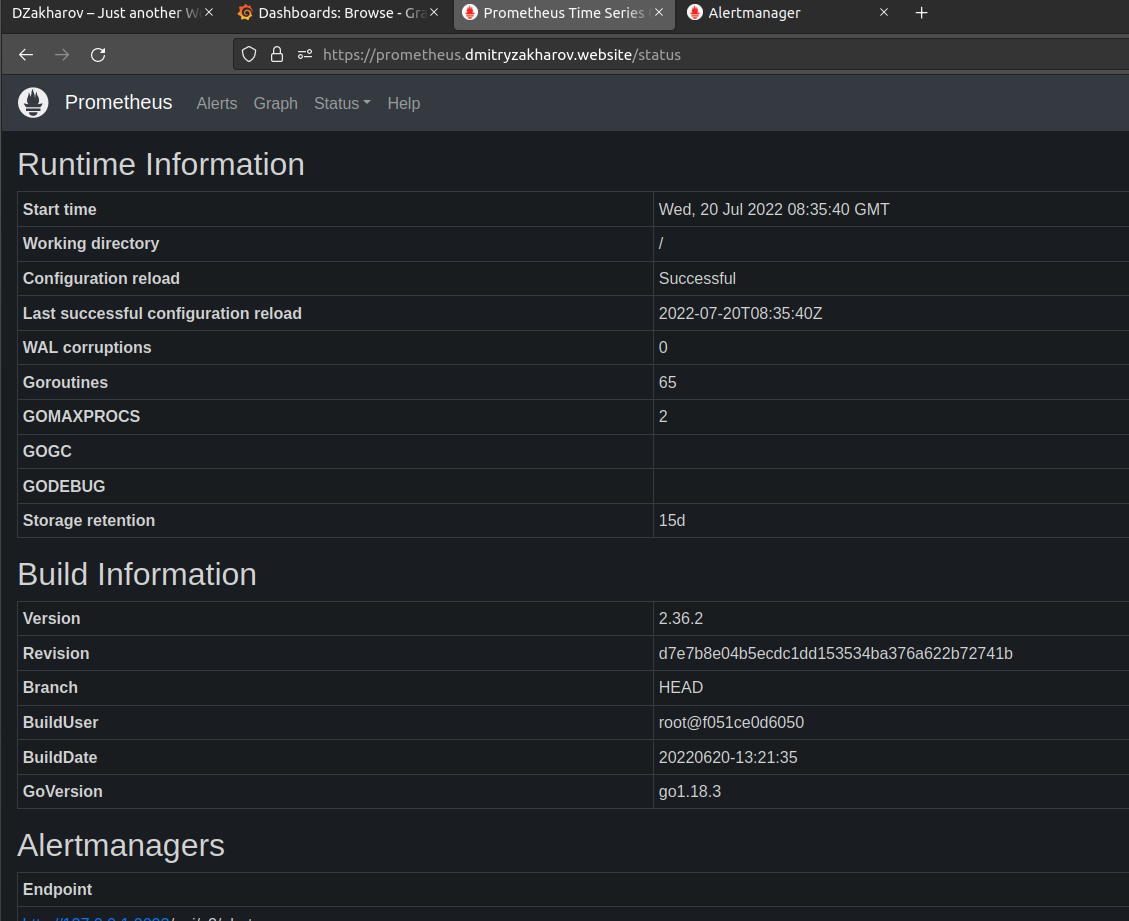 DZakharov – Just another Dashboards: Browse - Prometheus Time Series Alertmanager
https://prometheus.dmitryzakharov.website/status
Prometheus Alerts Graph Status Help
Runtime Information
Start time Wed, 20 Jul 2022 08:35:40 GMT
Working directory /
Configuration reload Successful
Last successful configuration reload 2022-07-20T08:35:40Z
WAL corruptions 0
Goroutines 65
GOMAXPROCS 2
GOGC
GODEBUG
Storage retention 15d
Build Information
Version 2.36.2
Revision d7e7b8e04b5ecdc1dd153534ba376a622b72741b
Branch HEAD
BuildUser root@f051ce0d6050
BuildDate 20220620-13:21:35
GoVersion go1.18.3
Alertmanagers
Endpoint